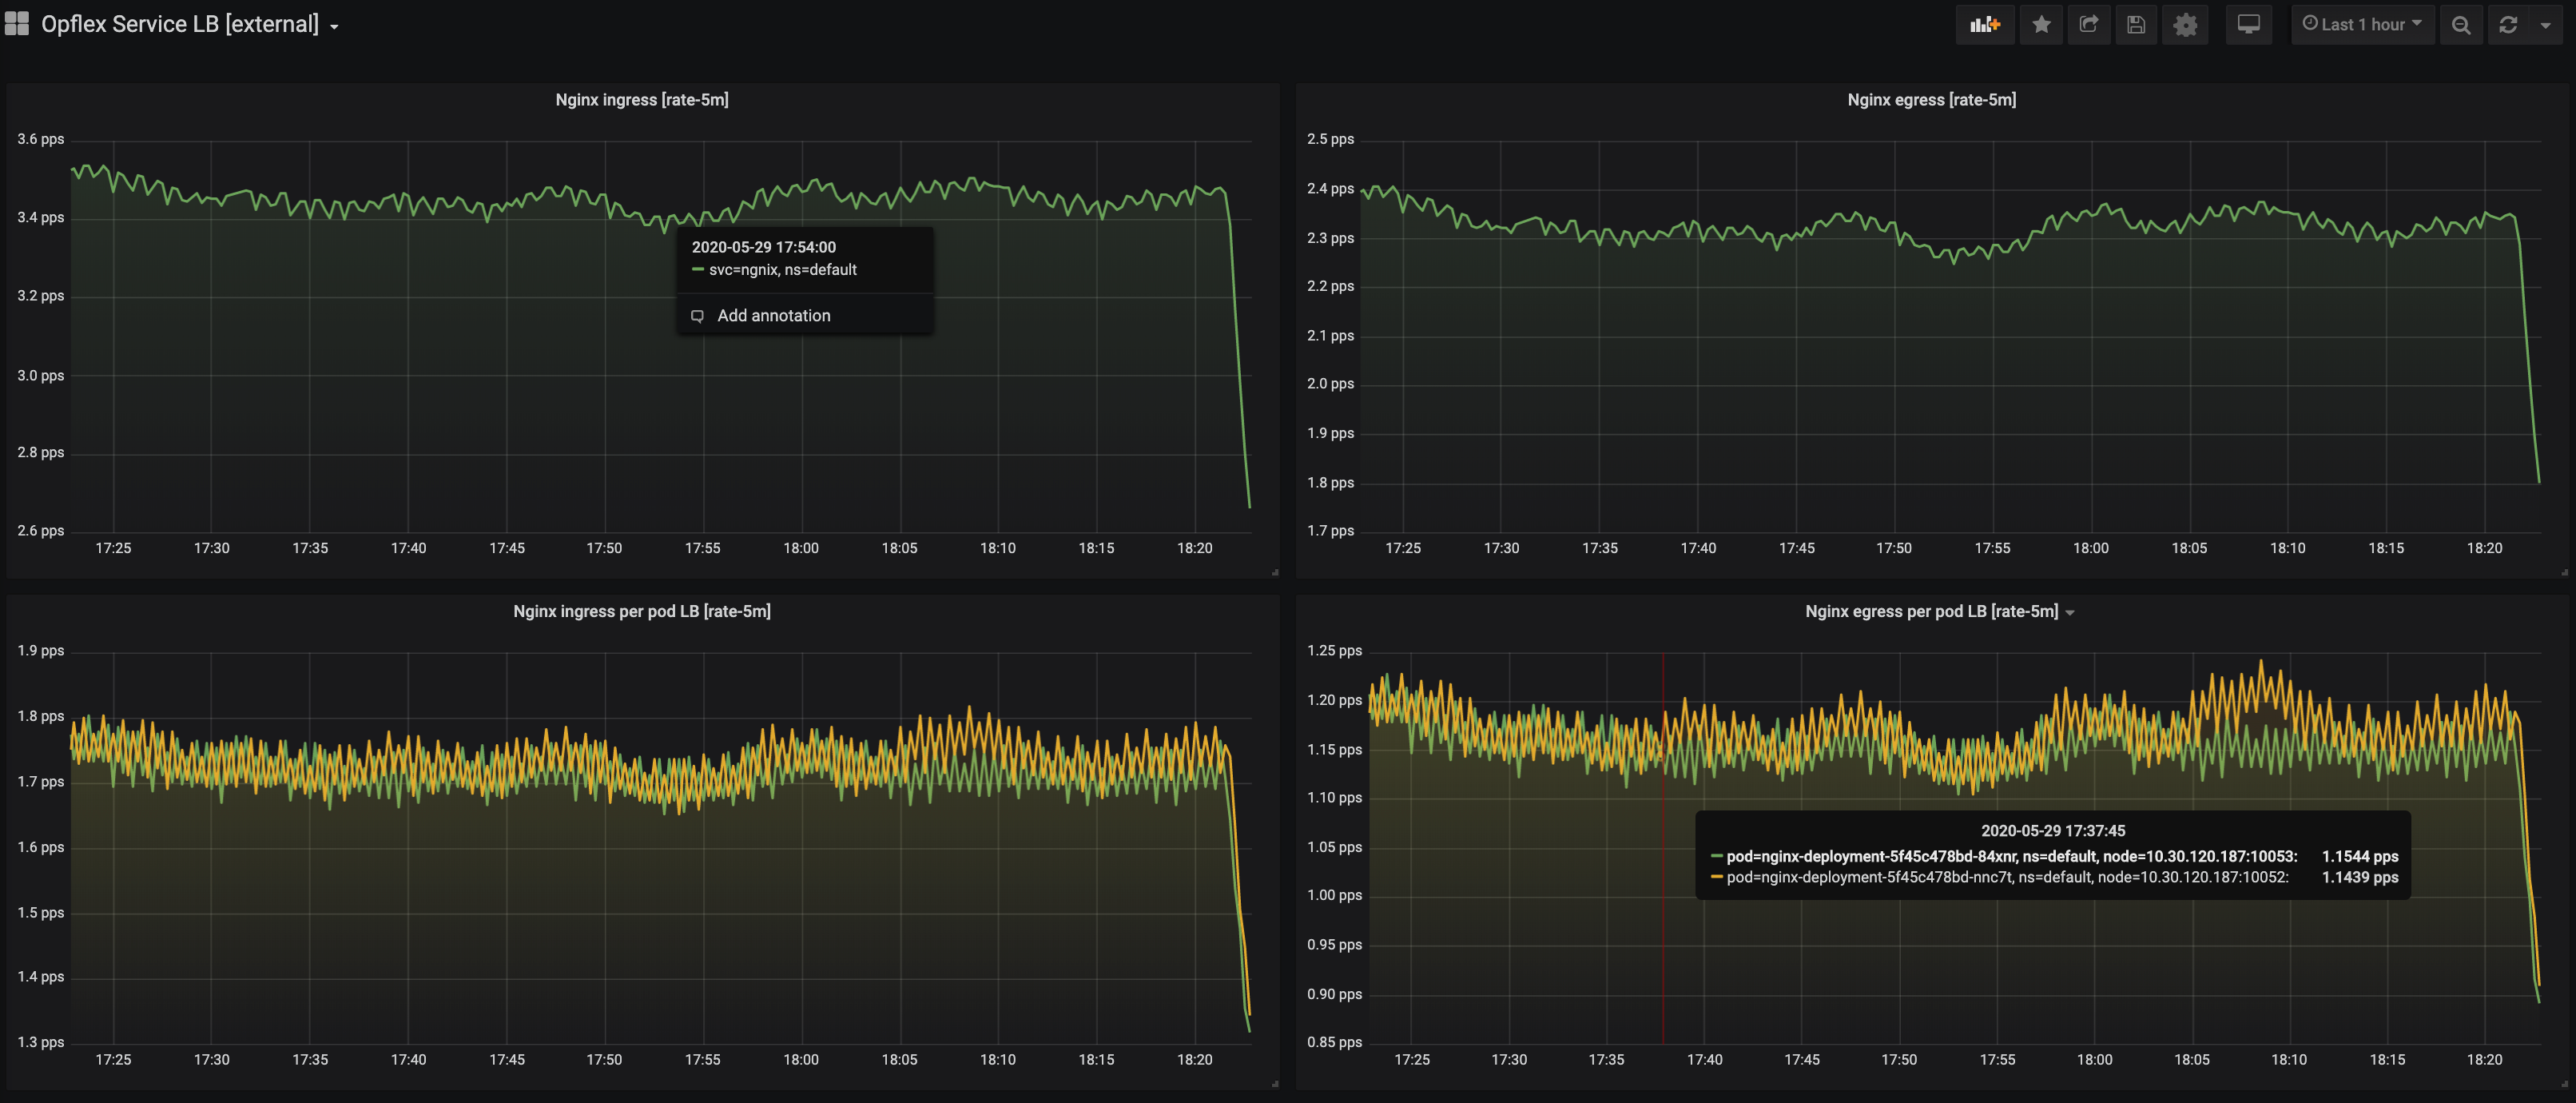 Opflex Service LB [external]
Last 1 hour
Nginx ingress [rate-5m]
3.6 pps
3.4 pps
3.2 pps
3.0 pps
2.8 pps
2.6 pps
17:25 17:30 17:35 17:40 17:45 17:50 17:55 18:00 18:05 18:10 18:15 18:20
2020-05-29 17:54:00
svc=ngnix, ns=default
Add annotation
Nginx egress [rate-5m]
2.5 pps
2.4 pps
2.3 pps
2.2 pps
2.1 pps
2.0 pps
1.9 pps
1.8 pps
1.7 pps
17:25 17:30 17:35 17:40 17:45 17:50 17:55 18:00 18:05 18:10 18:15 18:20
Nginx ingress per pod LB [rate-5m]
1.9 pps
1.8 pps
1.7 pps
1.6 pps
1.5 pps
1.4 pps
1.3 pps
17:25 17:30 17:35 17:40 17:45 17:50 17:55 18:00 18:05 18:10 18:15 18:20
Nginx egress per pod LB [rate-5m]
1.25 pps
1.20 pps
1.15 pps
1.10 pps
1.05 pps
1.00 pps
0.95 pps
0.90 pps
0.85 pps
17:25 17:30 17:35 17:40 17:45 17:50 17:55 18:00 18:05 18:10 18:15 18:20
2020-05-29 17:37:45
pod=nginx-deployment-5f45c478bd-84xnr, ns=default, node=10.30.120.187:10053: 1.1544 pps
pod=nginx-deployment-5f45c478bd-nnc7t, ns=default, node=10.30.120.187:10052: 1.1439 pps